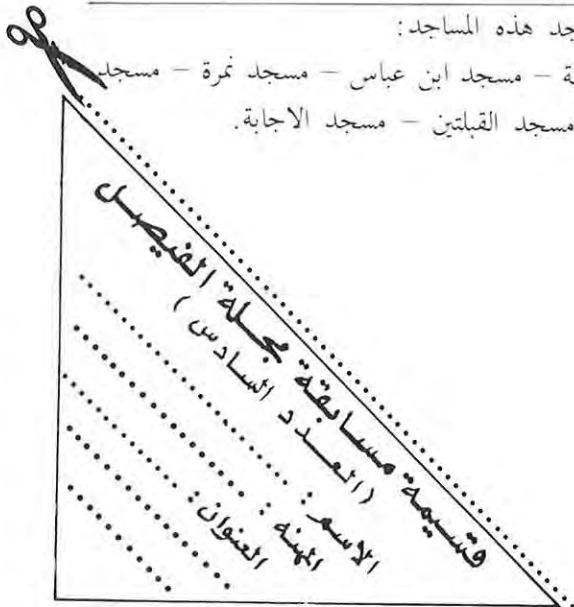 جد هذه المساجد:
ة – مسجد ابن عباس – مسجد نمرة – مسجد
مسجد القبلتين – مسجد الاجابة.
قسيمة مسابقة مجلة الفيصل
(العدد السادس)
الاسم:
المهنه:
العنوان: